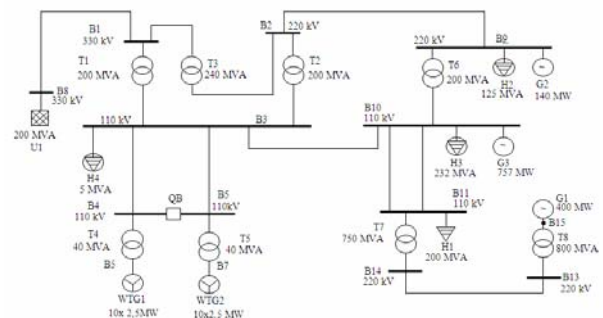 B1
330 kV
T1
200 MVA
T3
240 MVA
B2
220 kV
T2
200 MVA
B8
330 kV
200 MVA
U1
110 kV
B3
H4
5 MVA
B4
110 kV
QB
B5
110kV
T4
40 MVA
B5
WTG1
10x 2,5MW
T5
40 MVA
B7
WTG2
10x2,5 MW
220 kV
B9
T6
200 MVA
H2
125 MVA
G2
140 MW
B10
110 kV
H3
232 MVA
G3
757 MW
B11
110 kV
T7
750 MVA
H1
200 MVA
B14
220 kV
G1
400 MW
B15
T8
800 MVA
B13
220 kV